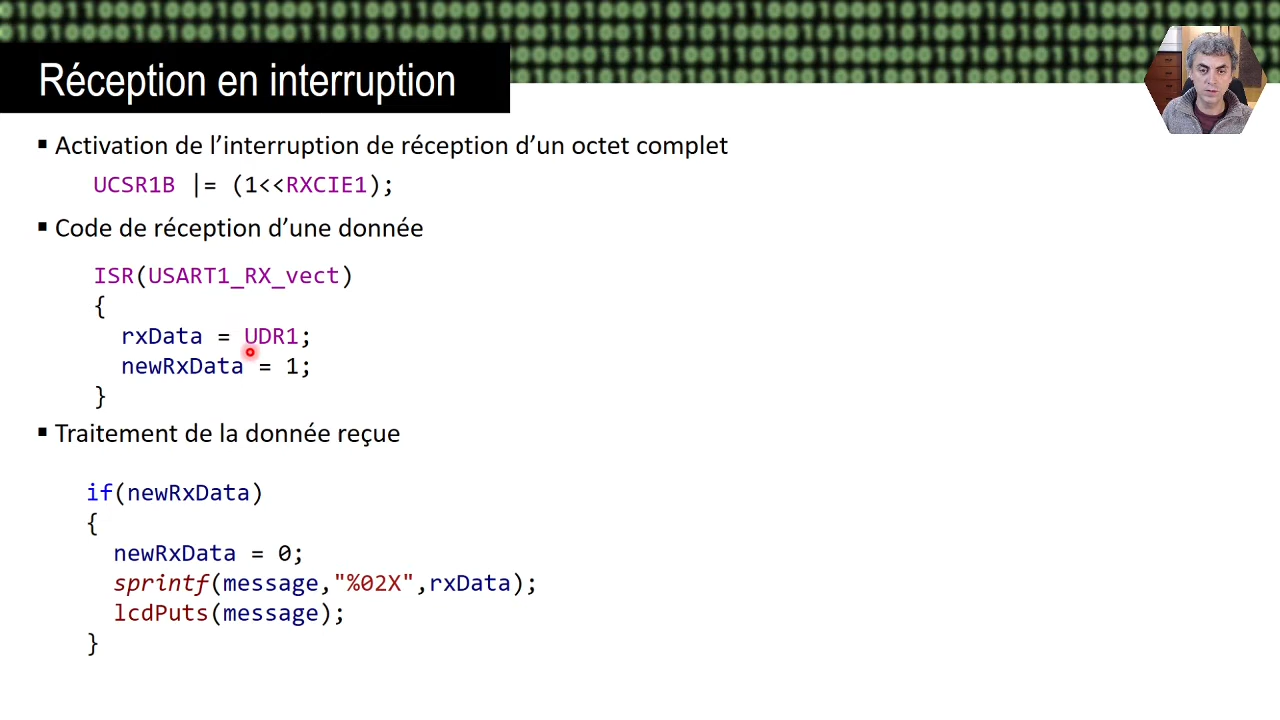 Réception en interruption
▪ Activation de l’interruption de réception d’un octet complet
UCSR1B |= (1<<RXCIE1);
▪ Code de réception d’une donnée
ISR(USART1_RX_vect)
{
rxData = UDR1;
newRxData = 1;
}
▪ Traitement de la donnée reçue
if(newRxData)
{
newRxData = 0;
sprintf(message,"%02X",rxData);
lcdPuts(message);
}